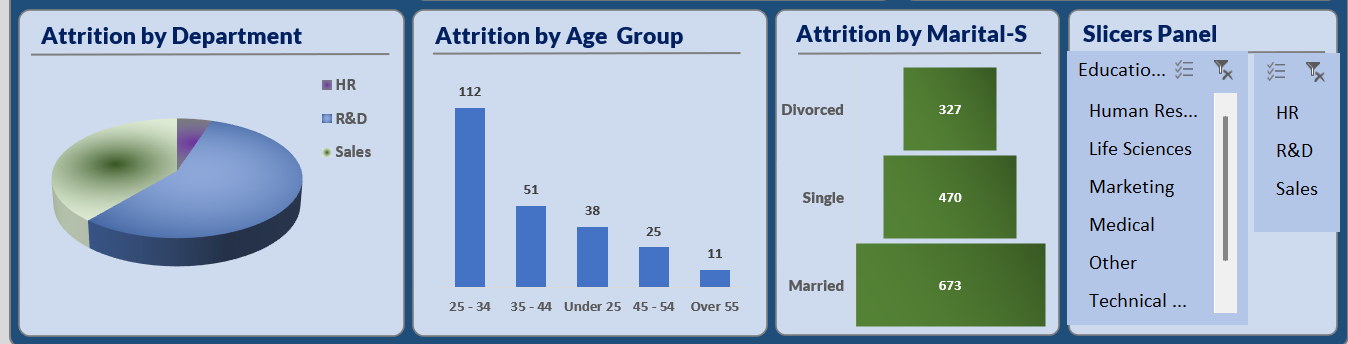 Attrition by Department
HR
R&D
Sales
Attrition by Age  Group
112
51
38
25
11
25 - 34
35 - 44
Under 25
45 - 54
Over 55
Attrition by Marital-S
Divorced
327
Single
470
Married
673
Slicers Panel
Educatio...
Human Res...
Life Sciences
Marketing
Medical
Other
Technical ...
HR
R&D
Sales